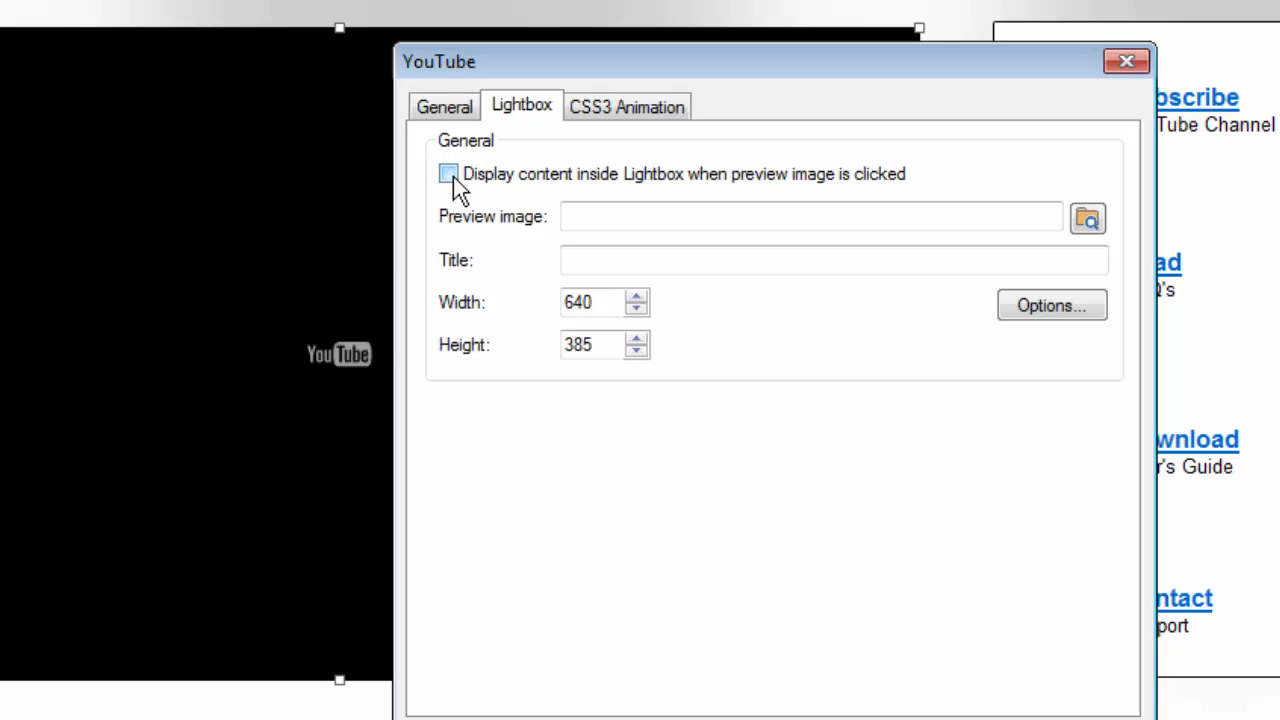 YouTube
General Lightbox CSS3 Animation
General
Display content inside Lightbox when preview image is clicked
Preview image:
Title:
Width: 640
Options...
Height: 385
YouTube
bscribe
Tube Channel
ad
Q's
wnload
r's Guide
ntact
port